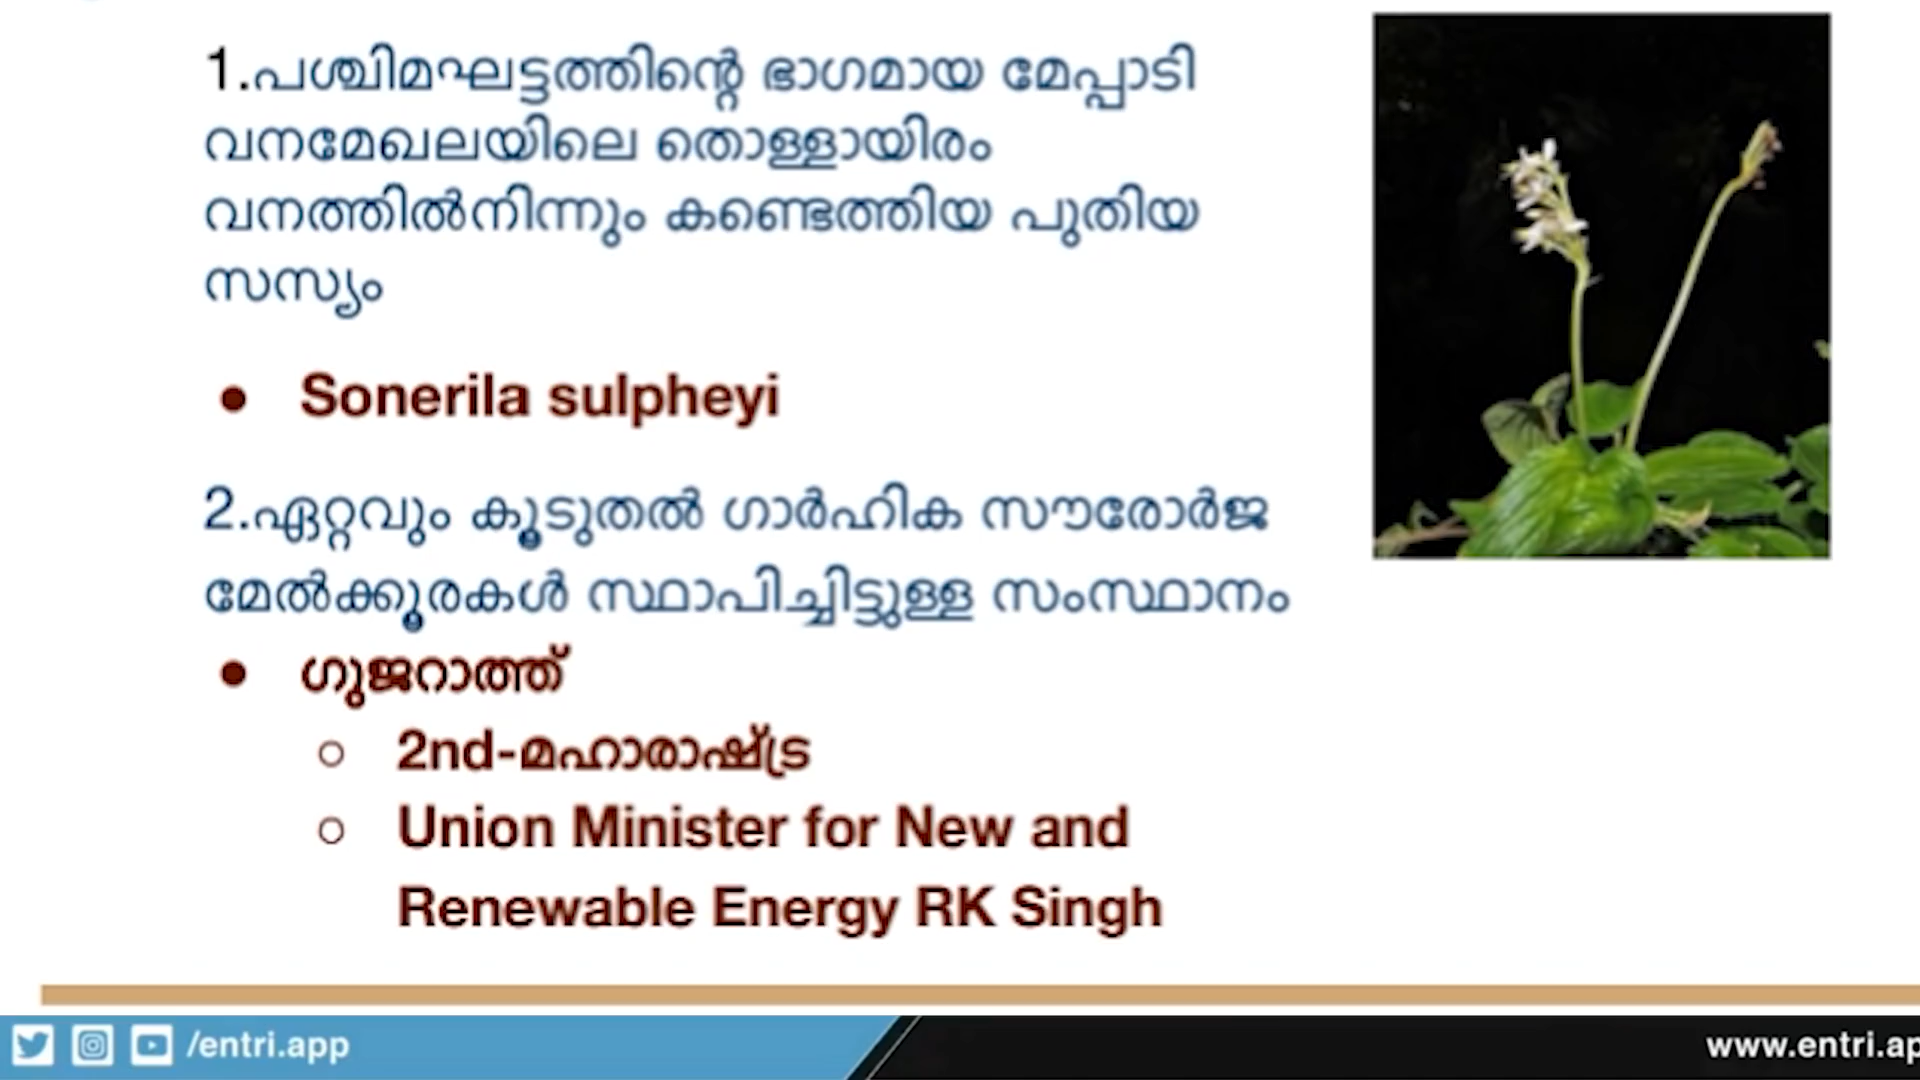 1.പശ്ചിമഘട്ടത്തിന്റെ ഭാഗമായ മേപ്പാടി
വനമേഖലയിലെ തൊള്ളായിരം
വനത്തിൽനിന്നും കണ്ടെത്തിയ പുതിയ
സസ്യം
● Sonerila sulpheyi
2.ഏറ്റവും കൂടുതൽ ഗാർഹിക സൗരോർജ
മേൽക്കൂരകൾ സ്ഥാപിച്ചിട്ടുള്ള സംസ്ഥാനം
● ഗുജറാത്ത്
○ 2nd-മഹാരാഷ്ട്ര
○ Union Minister for New and
Renewable Energy RK Singh
/entri.app
www.entri.ap